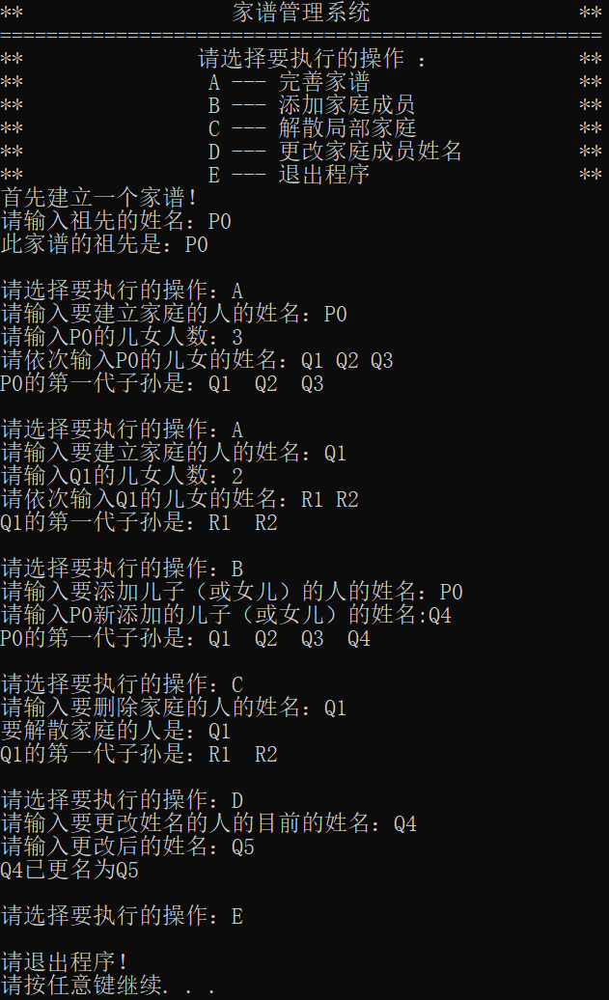 **                  家谱管理系统                  **
====================================================
**               请选择要执行的操作 :             **
**                A --- 完善家谱                  **
**                B --- 添加家庭成员              **
**                C --- 解散局部家庭              **
**                D --- 更改家庭成员姓名          **
**                E --- 退出程序                  **
首先建立一个家谱!
请输入祖先的姓名: P0
此家谱的祖先是: P0
请选择要执行的操作: A
请输入要建立家庭的人的姓名: P0
请输入P0的儿女人数: 3
请依次输入P0的儿女的姓名: Q1 Q2 Q3
P0的第一代子孙是: Q1  Q2  Q3
请选择要执行的操作: A
请输入要建立家庭的人的姓名: Q1
请输入Q1的儿女人数: 2
请依次输入Q1的儿女的姓名: R1 R2
Q1的第一代子孙是: R1  R2
请选择要执行的操作: B
请输入要添加儿子（或女儿）的人的姓名: P0
请输入P0新添加的儿子（或女儿）的姓名:Q4
P0的第一代子孙是: Q1  Q2  Q3  Q4
请选择要执行的操作: C
请输入要删除家庭的人的姓名: Q1
要解散家庭的人是: Q1
Q1的第一代子孙是: R1  R2
请选择要执行的操作: D
请输入要更改姓名的人的目前的姓名: Q4
请输入更改后的姓名: Q5
Q4已更名为Q5
请选择要执行的操作: E
请退出程序!
请按任意键继续. . .